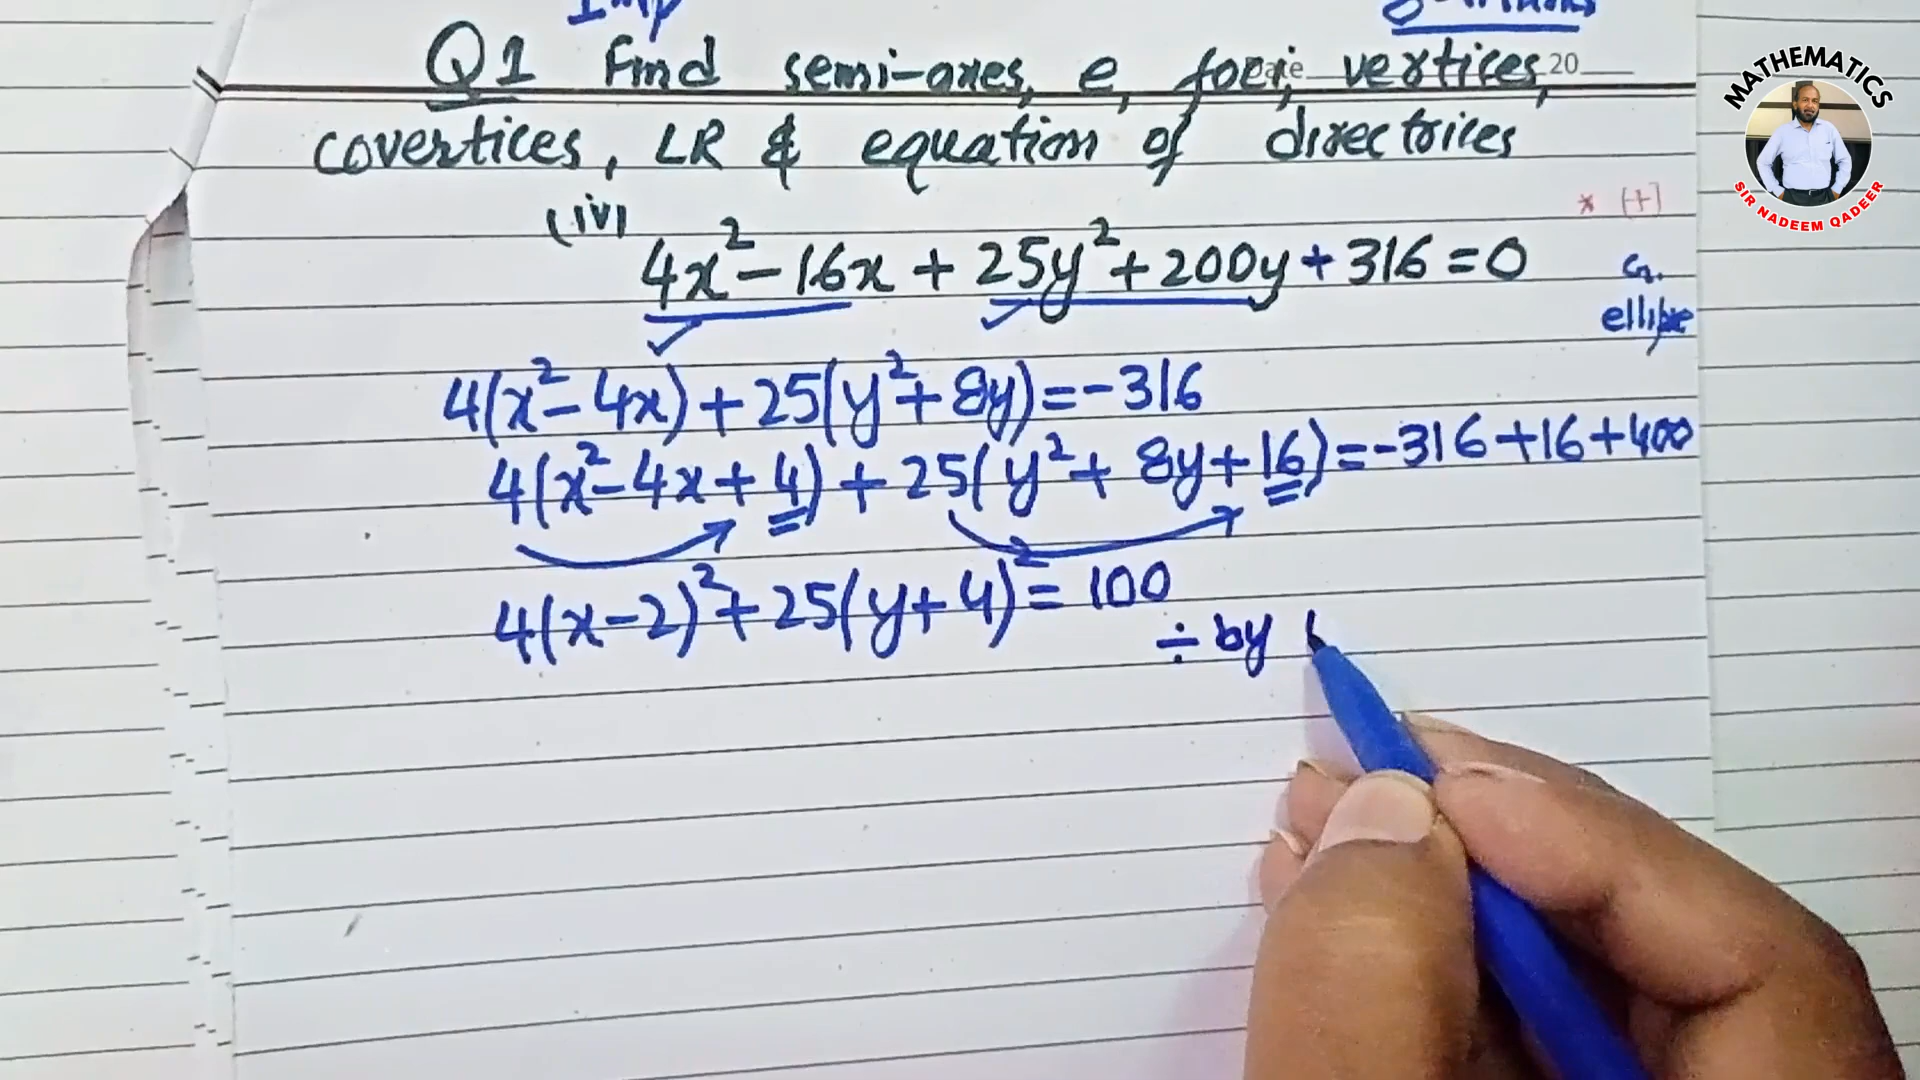 Imp
Q1 Find semi-axes, e, foci, vertices,
20
covertices, LR & equation of directrices
(iv)
4x² - 16x + 25y² + 200y + 316 = 0
* (+)
ellipse
4(x² - 4x) + 25(y² + 8y) = -316
4(x² - 4x + 4) + 25(y² + 8y + 16) = -316 + 16 + 400
4(x - 2)² + 25(y + 4)² = 100
÷ by
MATHEMATICS
SIR NADEEM QADEER